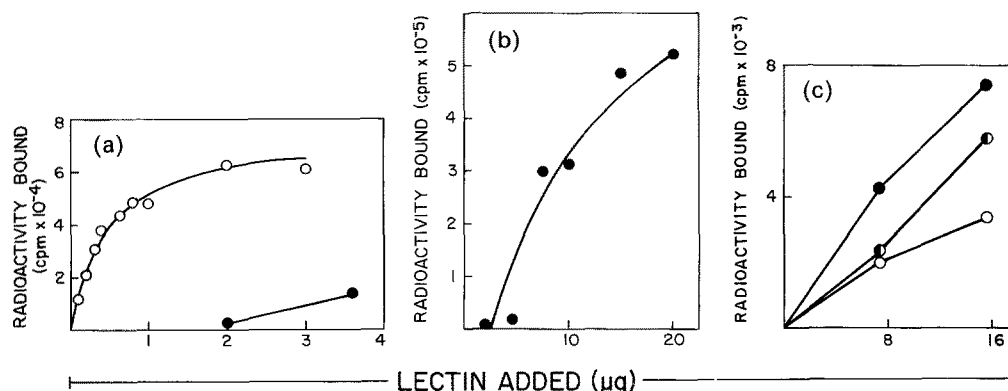 (a)
RADIOACTIVITY BOUND
(cpm x 10⁻⁴)
8
6
4
2
1
2
3
4
(b)
RADIOACTIVITY BOUND (cpm x 10⁻⁵)
5
4
3
2
1
10
20
(c)
RADIOACTIVITY BOUND (cpm x 10⁻³)
8
4
8
16
LECTIN ADDED (µg)